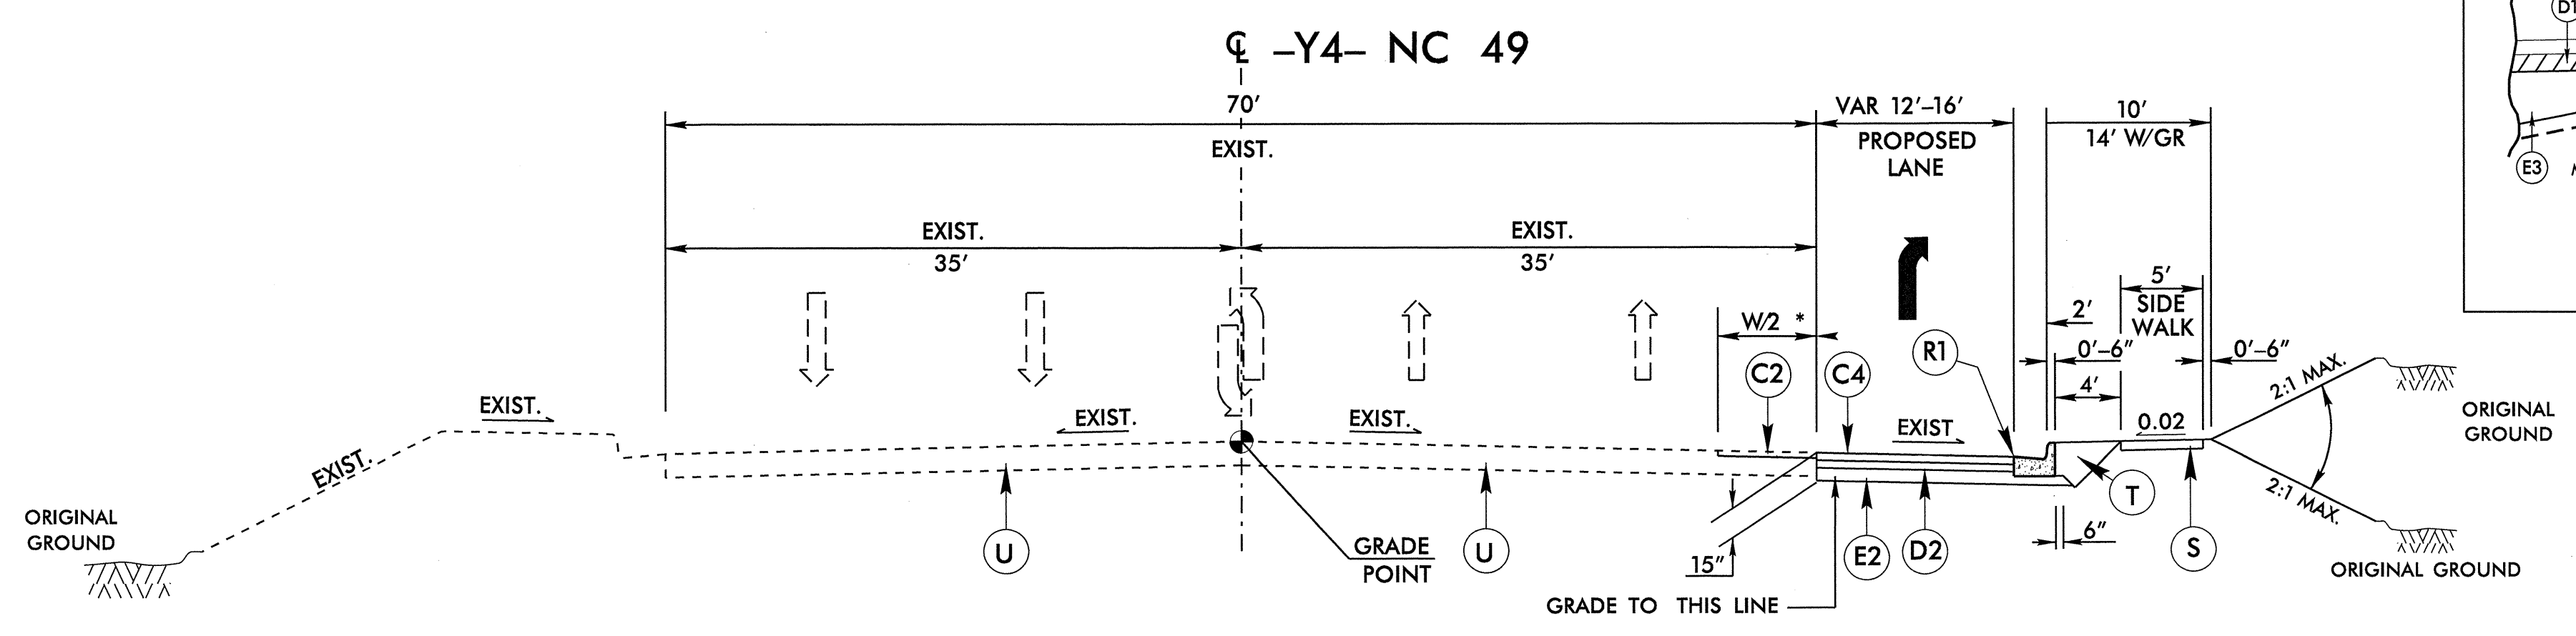 ℄ –Y4– NC 49
70'
EXIST.
VAR 12'–16'
PROPOSED
LANE
10'
14' W/GR
D1
E3
EXIST.
35'
EXIST.
35'
5'
SIDE
WALK
2'
W/2 *
R1
0'–6"
0'–6"
C2
C4
4'
2:1 MAX.
EXIST.
EXIST.
EXIST.
EXIST
0.02
ORIGINAL
GROUND
EXIST.
2:1 MAX.
T
ORIGINAL
GROUND
U
GRADE
POINT
U
15"
E2
D2
6"
S
ORIGINAL GROUND
GRADE TO THIS LINE